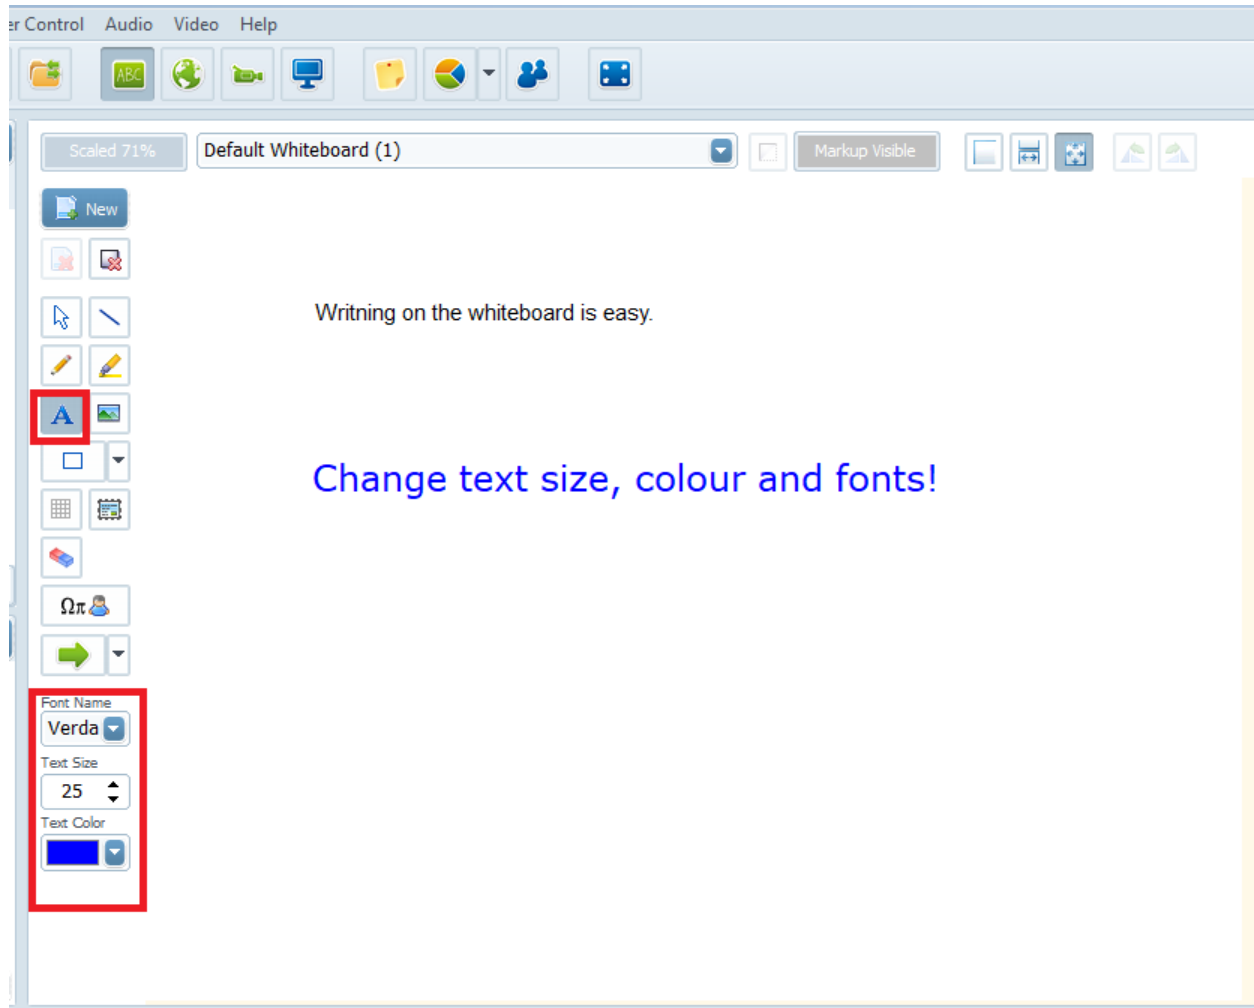 er Control Audio Video Help
ABC
Scaled 71% Default Whiteboard (1) Markup Visible
New
Writning on the whiteboard is easy.
A
Change text size, colour and fonts!
Ωπ
Font Name
Verda
Text Size
25
Text Color